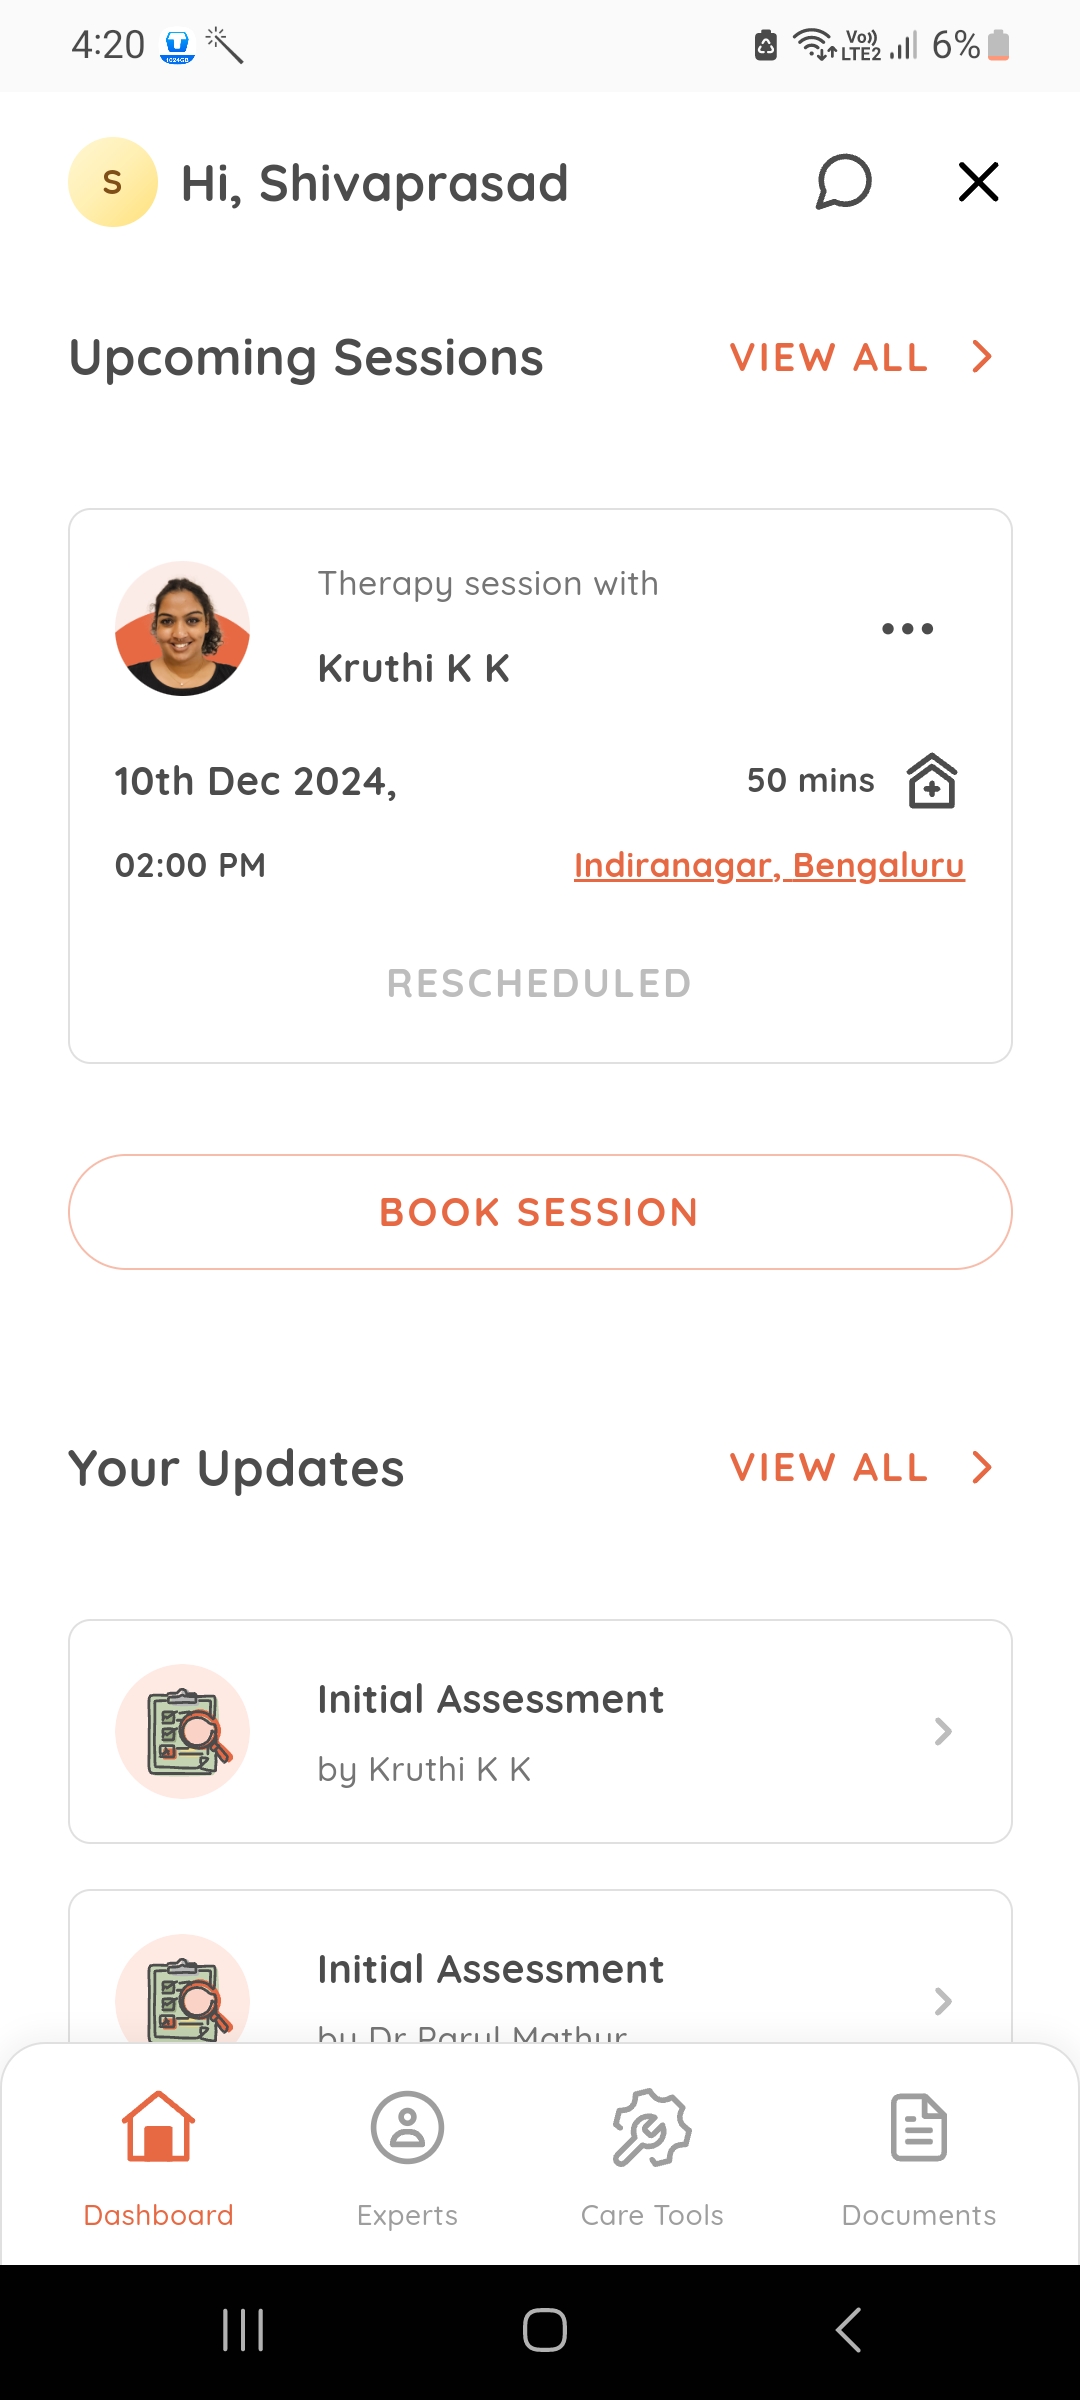 4:20
1024GB
Vo))
LTE2
6%
S
Hi, Shivaprasad
Upcoming Sessions
VIEW ALL
Therapy session with
Kruthi K K
10th Dec 2024,
50 mins
02:00 PM
Indiranagar, Bengaluru
RESCHEDULED
BOOK SESSION
Your Updates
VIEW ALL
Initial Assessment
by Kruthi K K
Initial Assessment
by Dr Parul Mathur
Dashboard
Experts
Care Tools
Documents